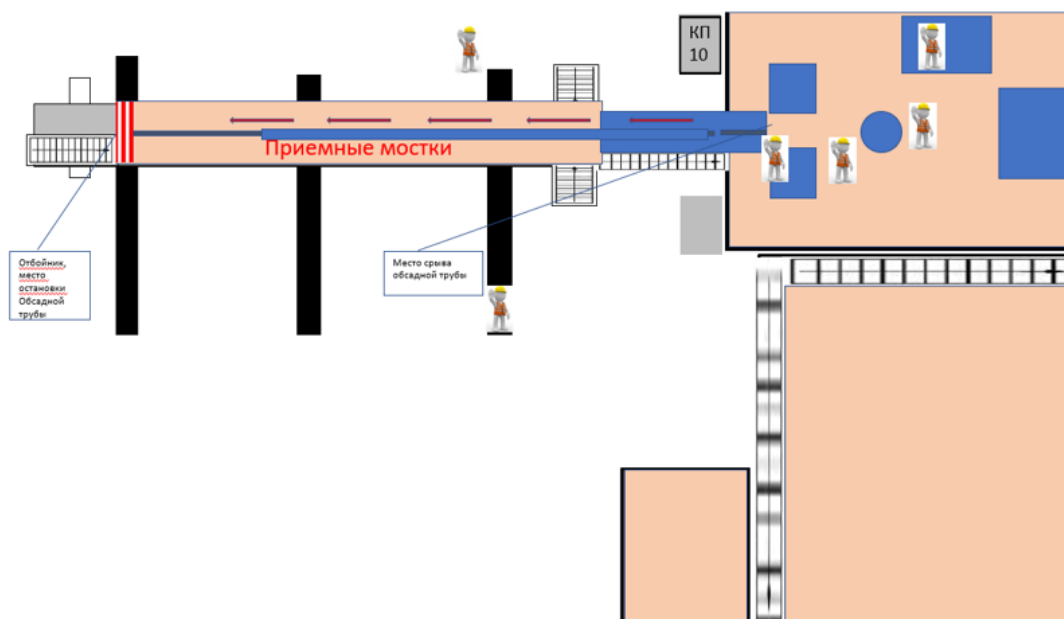 КП
10
Приемные мостки
Отбойник,
место
остановки
Обсадной
трубы
Место срыва
обсадной трубы